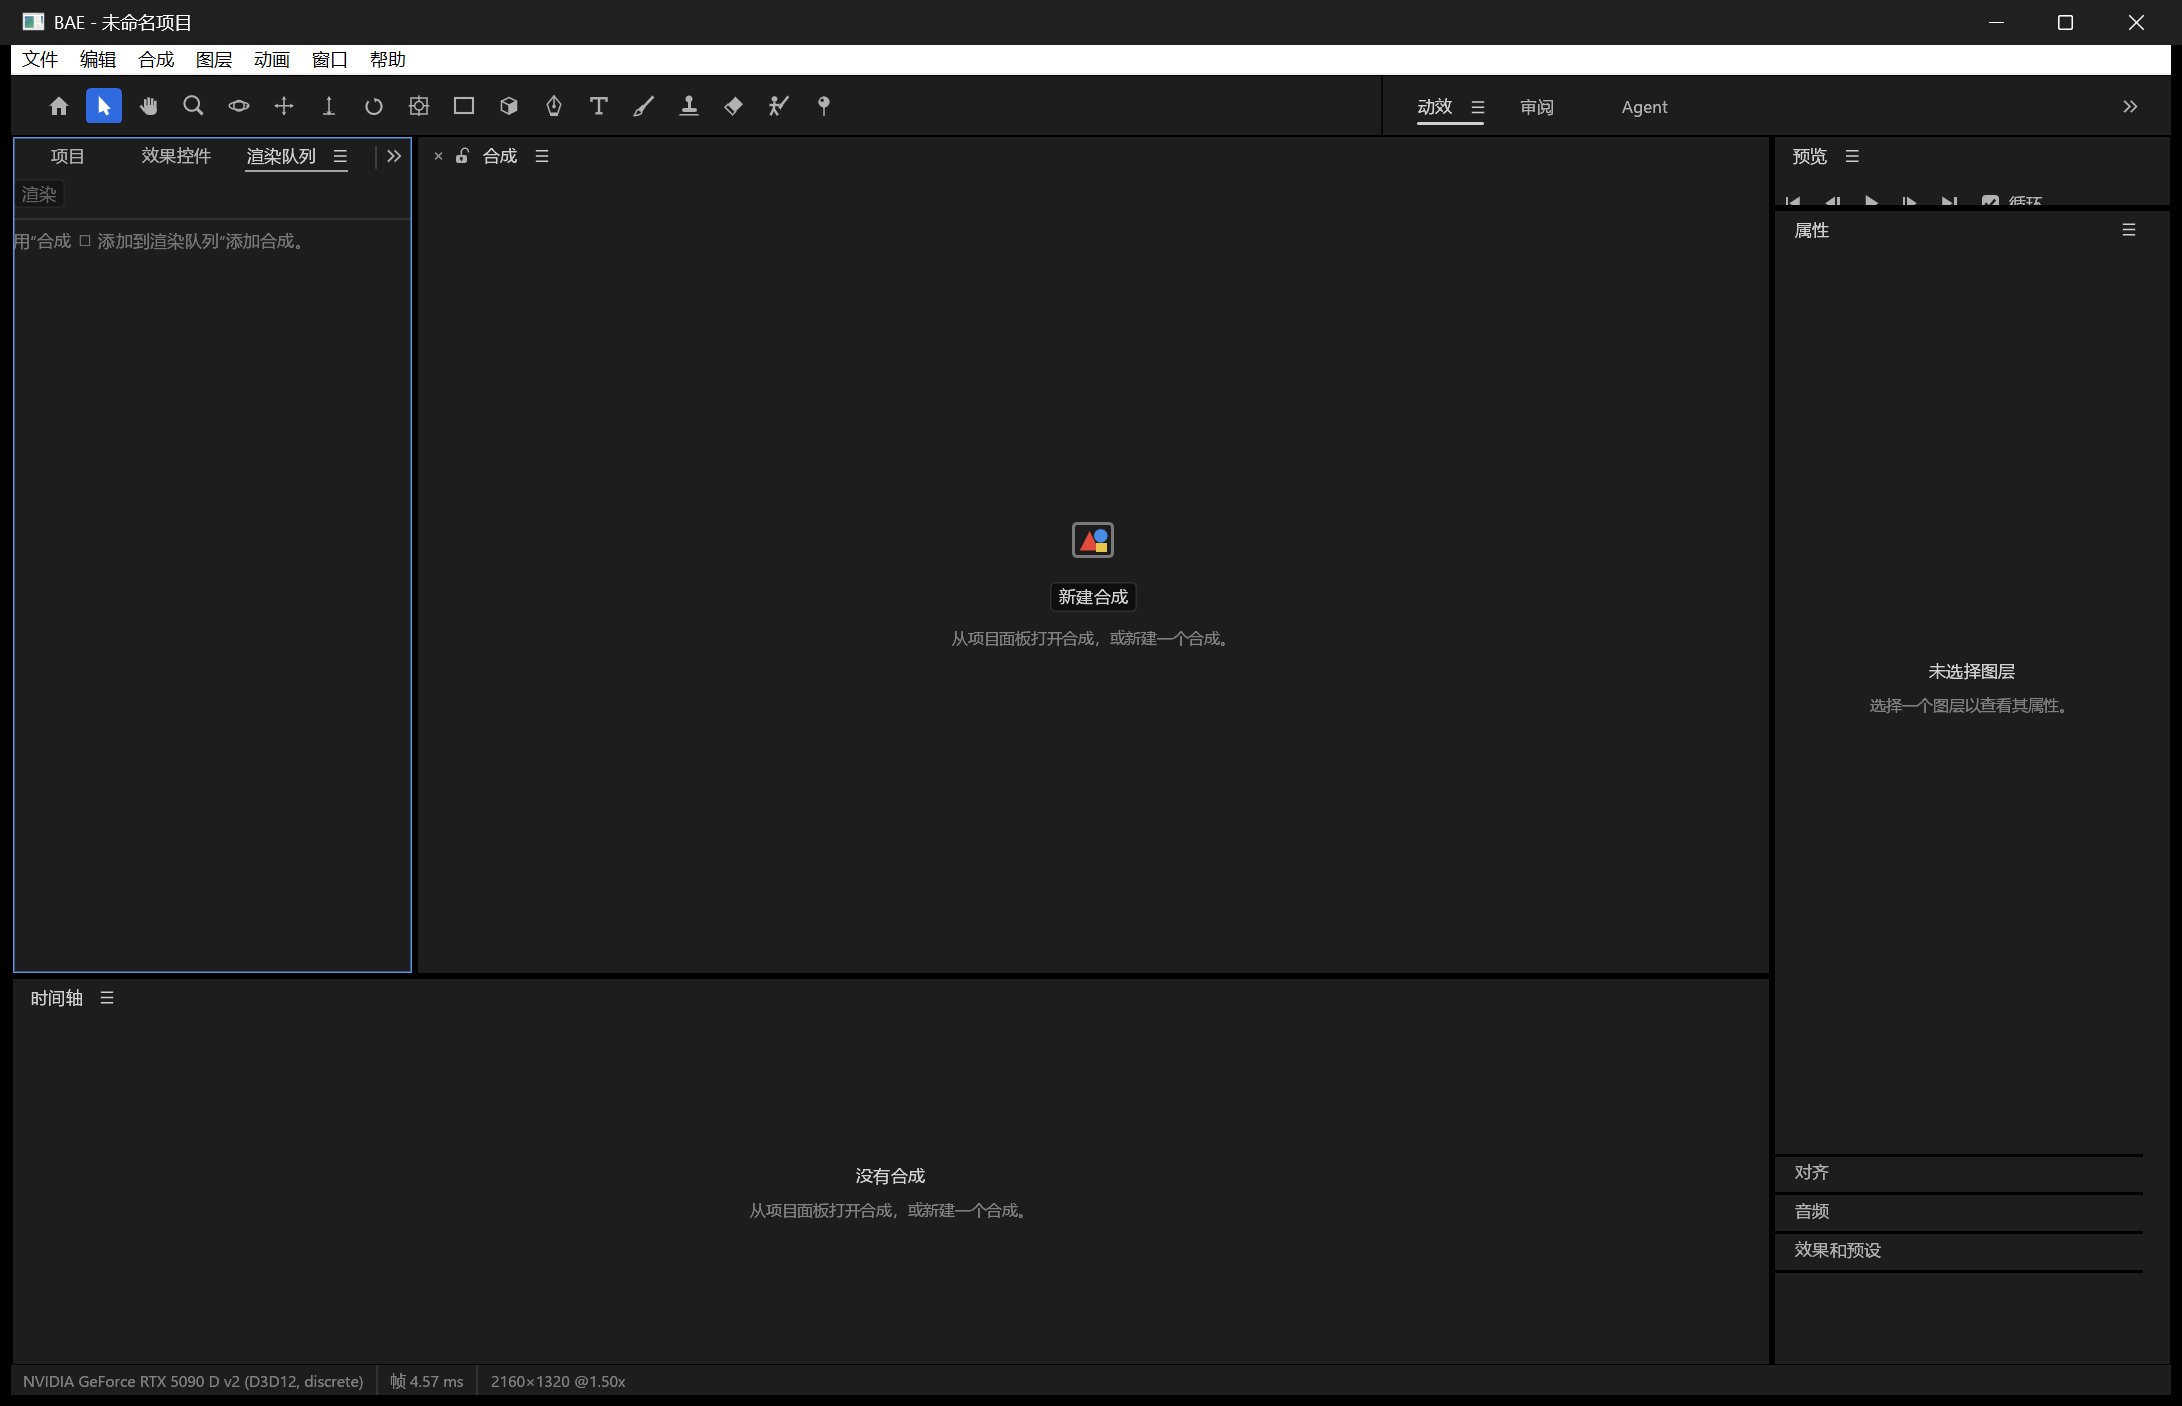 BAE - 未命名项目
文件 编辑 合成 图层 动画 窗口 帮助
动效 审阅 Agent
项目 效果控件 渲染队列
合成
预览
渲染
循环
属性
用“合成 □ 添加到渲染队列”添加合成。
新建合成
从项目面板打开合成，或新建一个合成。
未选择图层
选择一个图层以查看其属性。
时间轴
没有合成
从项目面板打开合成，或新建一个合成。
对齐
音频
效果和预设
NVIDIA GeForce RTX 5090 D v2 (D3D12, discrete) 帧 4.57 ms 2160×1320 @1.50x